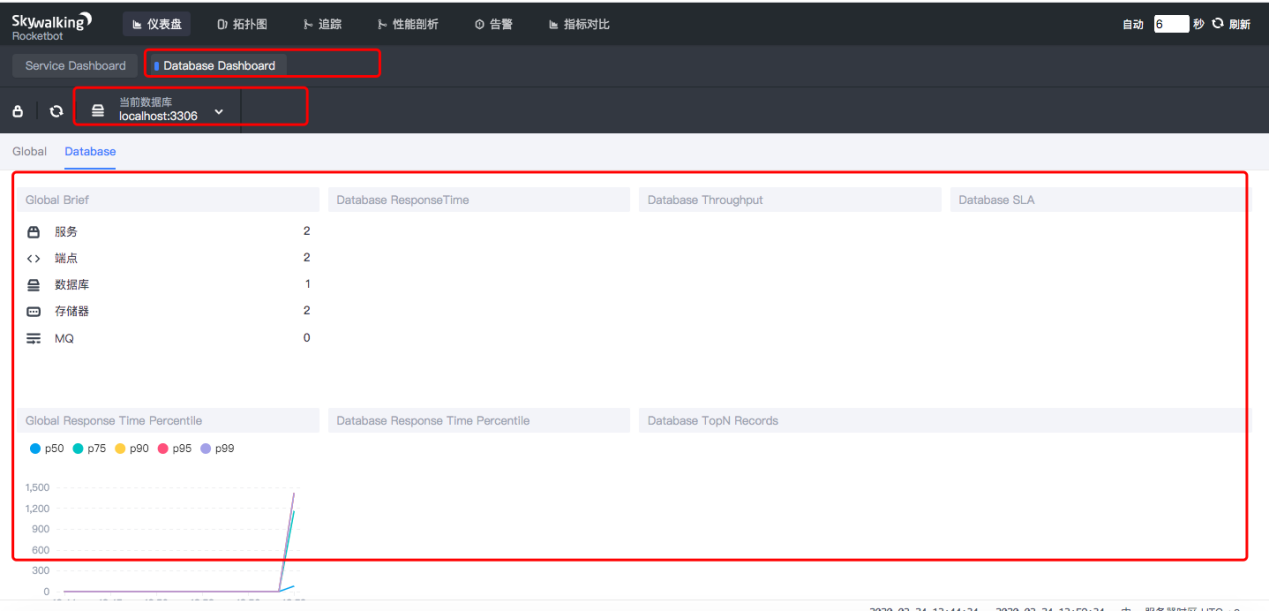 Skywalking
Rocketbot
仪表盘
拓扑图
追踪
性能剖析
告警
指标对比
自动 6 秒 刷新
Service Dashboard
Database Dashboard
当前数据库
localhost:3306
Global Database
Global Brief
Database ResponseTime
Database Throughput
Database SLA
服务 2
端点 2
数据库 1
存储器 2
MQ 0
Global Response Time Percentile
Database Response Time Percentile
Database TopN Records
p50 p75 p90 p95 p99
1,500
1,200
900
600
300
0